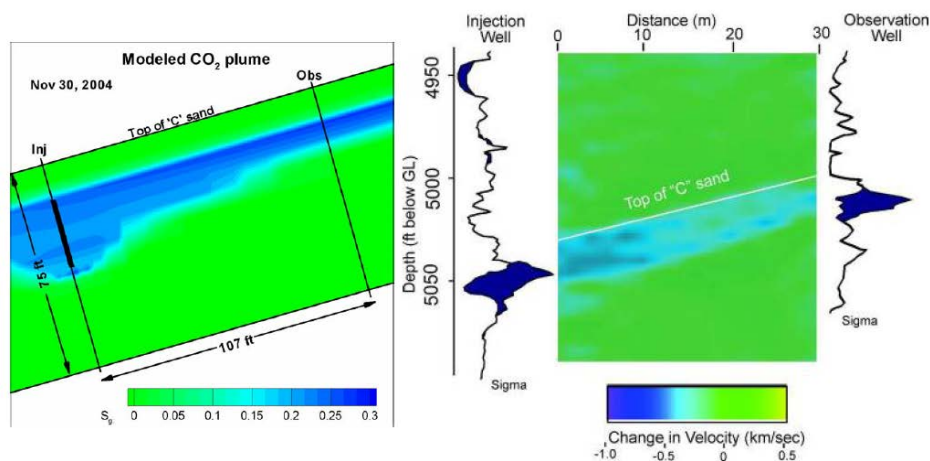 Modeled CO₂ plume
Nov 30, 2004
Obs
Top of 'C' sand
Inj
75 ft
107 ft
Sg 0 0.05 0.1 0.15 0.2 0.25 0.3
Injection Well
Distance (m)
0 10 20 30
Observation Well
Depth (ft below GL)
4950
5000
5050
Top of "C" sand
Sigma
Sigma
Change in Velocity (km/sec)
-1.0 -0.5 0 0.5